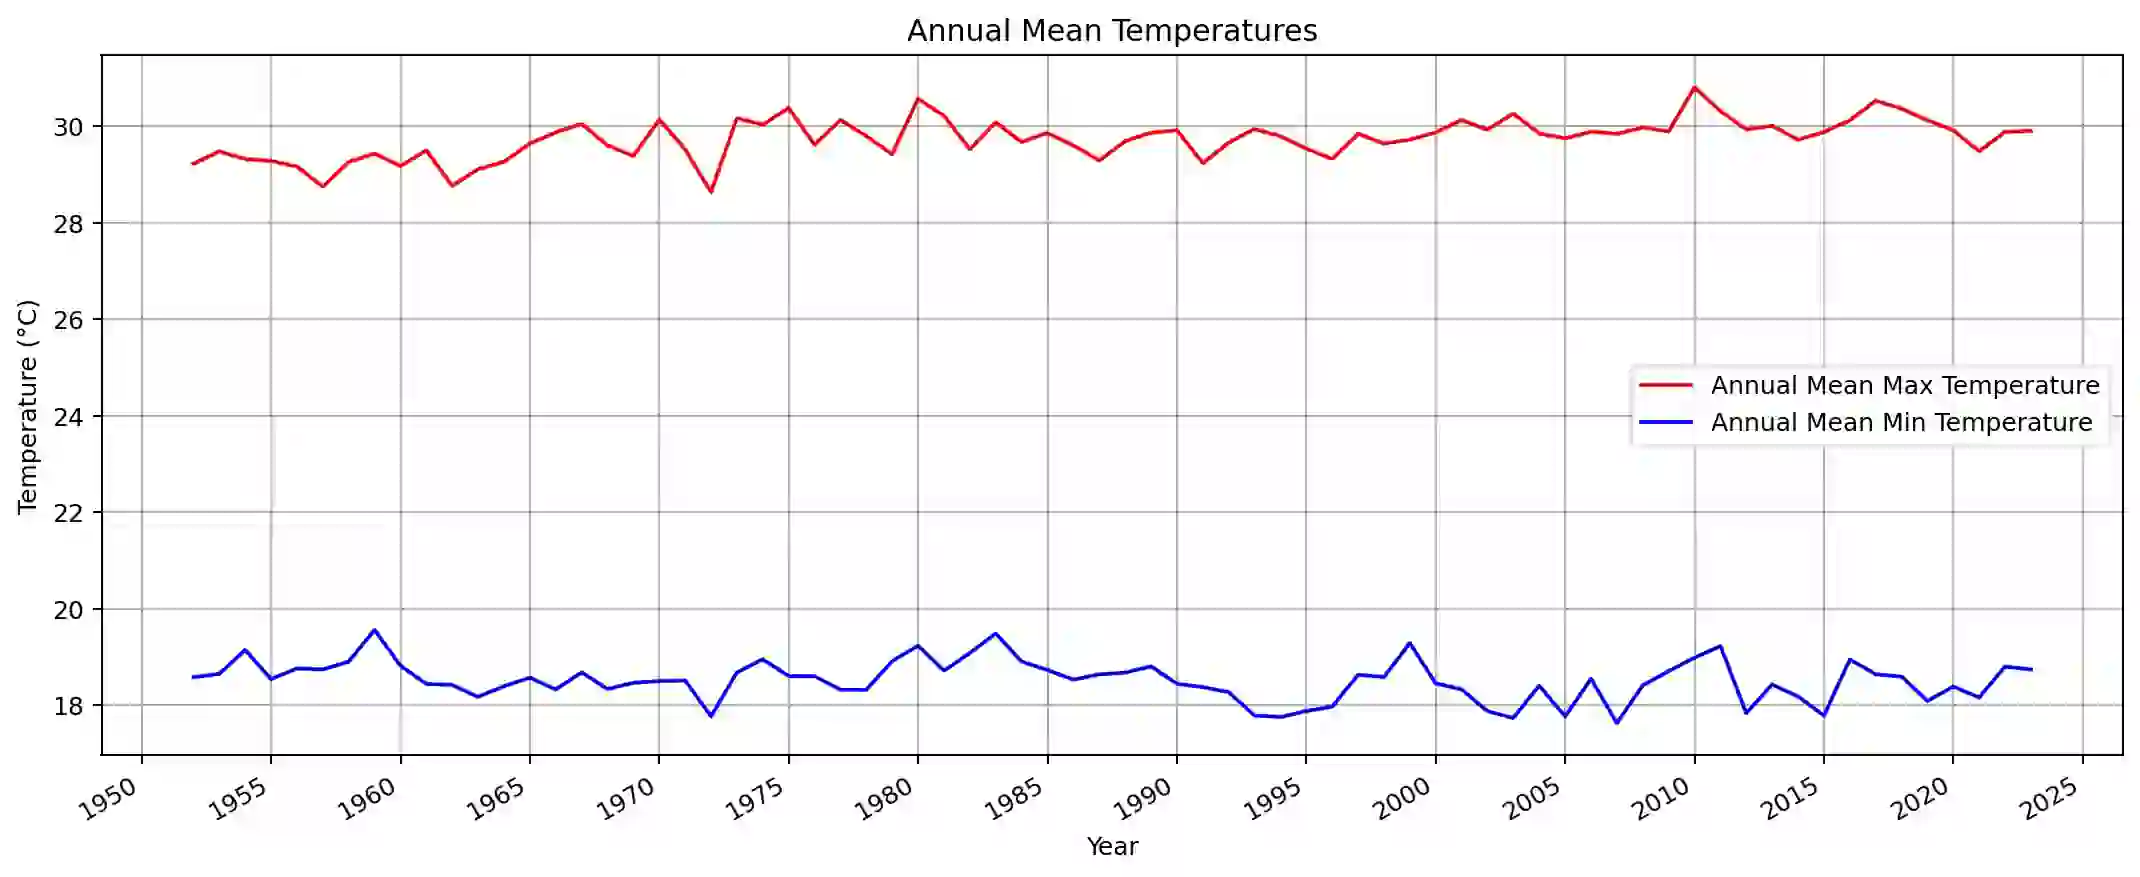 Annual Mean Temperatures
Temperature (°C)
30
28
26
24
22
20
18
Annual Mean Max Temperature
Annual Mean Min Temperature
1950 1955 1960 1965 1970 1975 1980 1985 1990 1995 2000 2005 2010 2015 2020 2025
Year